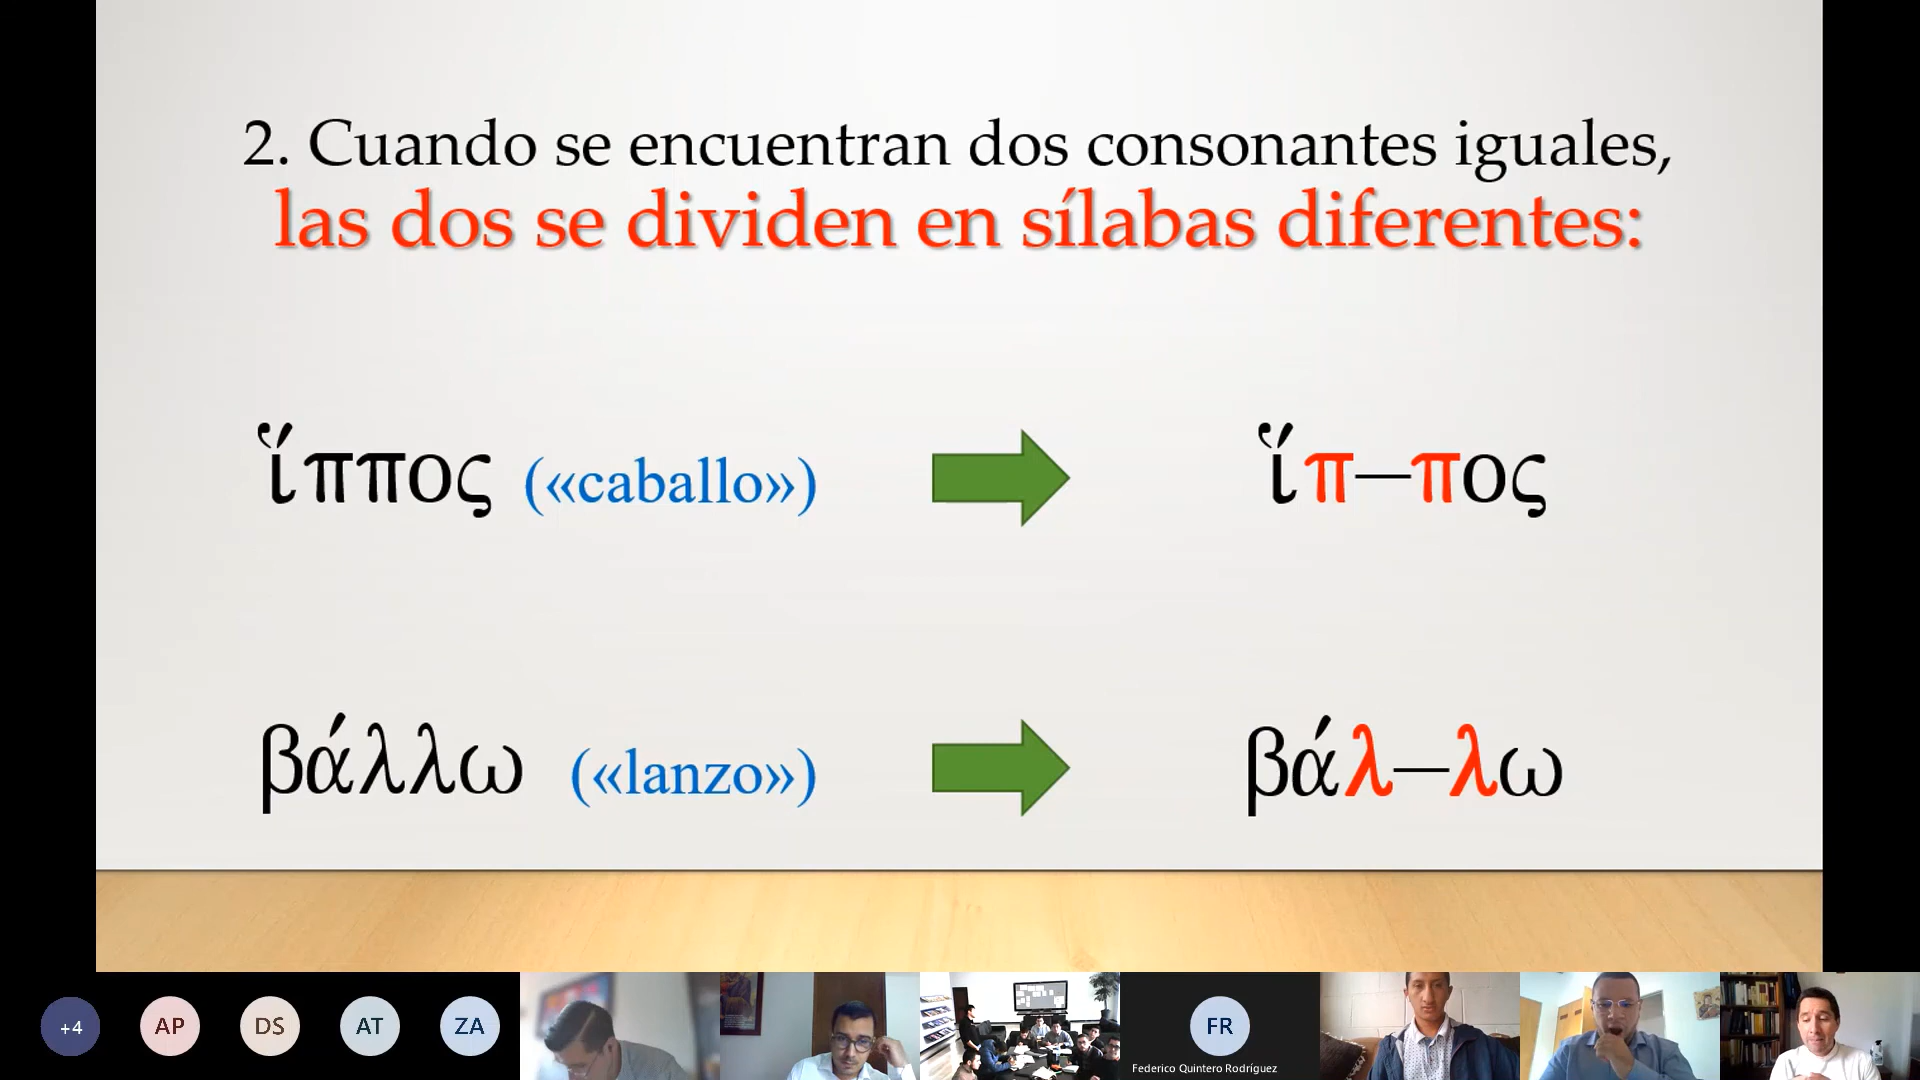 2. Cuando se encuentran dos consonantes iguales,
las dos se dividen en sílabas diferentes:
ἵππος («caballo») ἵπ–πος
βάλλω («lanzo») βάλ–λω
+4 AP DS AT ZA FR
Federico Quintero Rodríguez